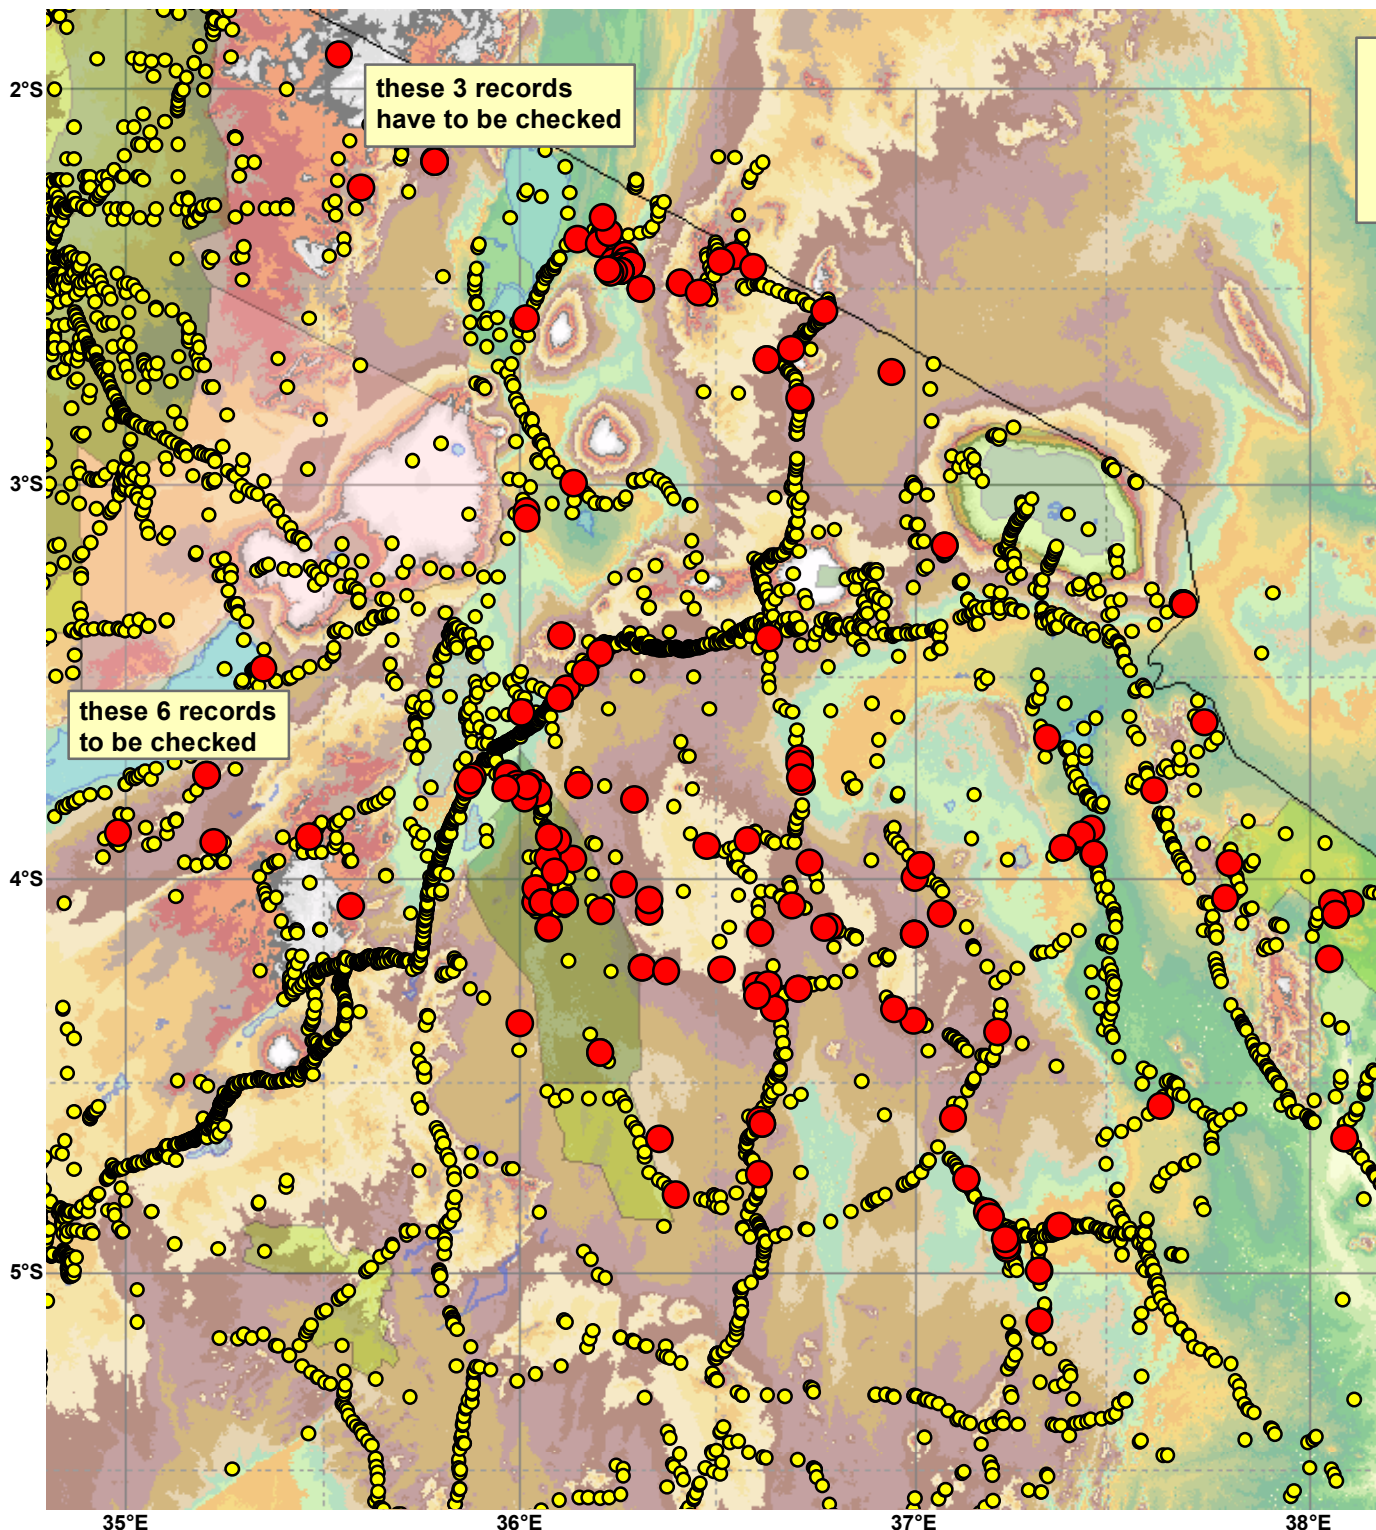 2°S
these 3 records
have to be checked
3°S
these 6 records
to be checked
4°S
5°S
35°E
36°E
37°E
38°E